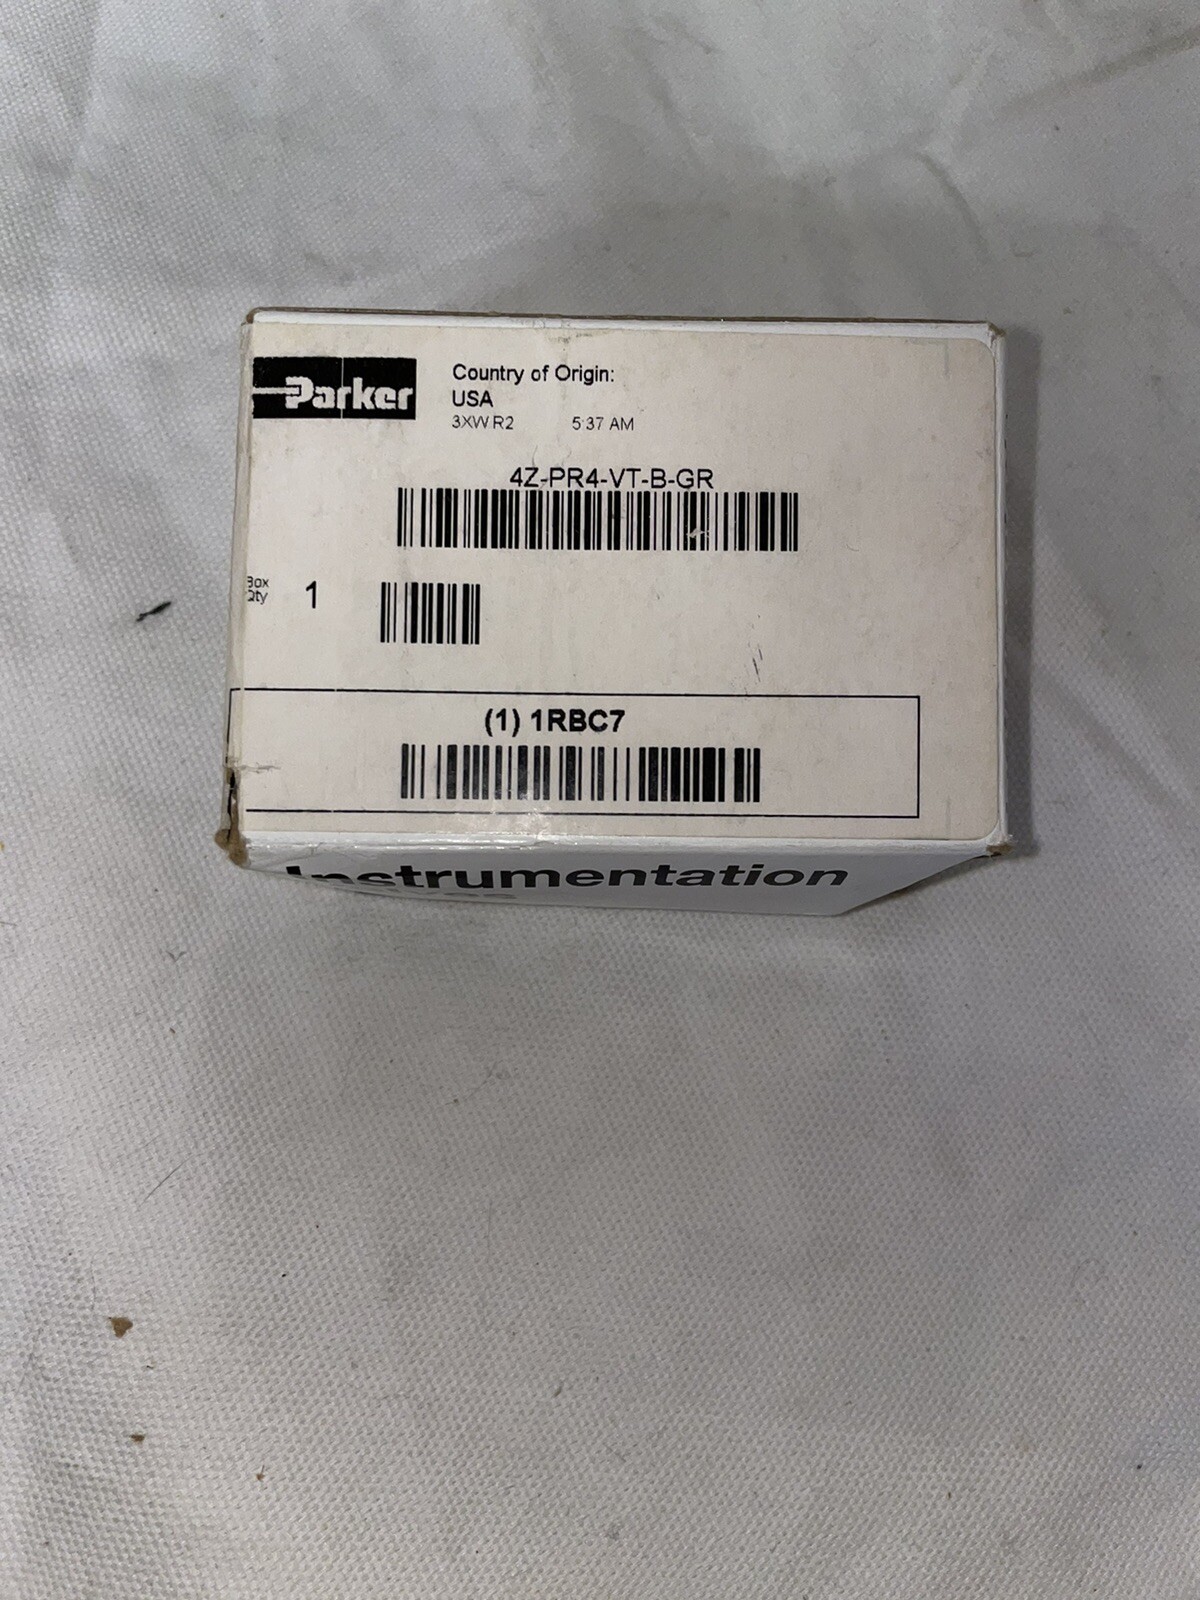 Parker
Country of Origin:
USA
3XW R2 5:37 AM
4Z-PR4-VT-B-GR
Box
Qty
1
(1) 1RBC7
Instrumentation